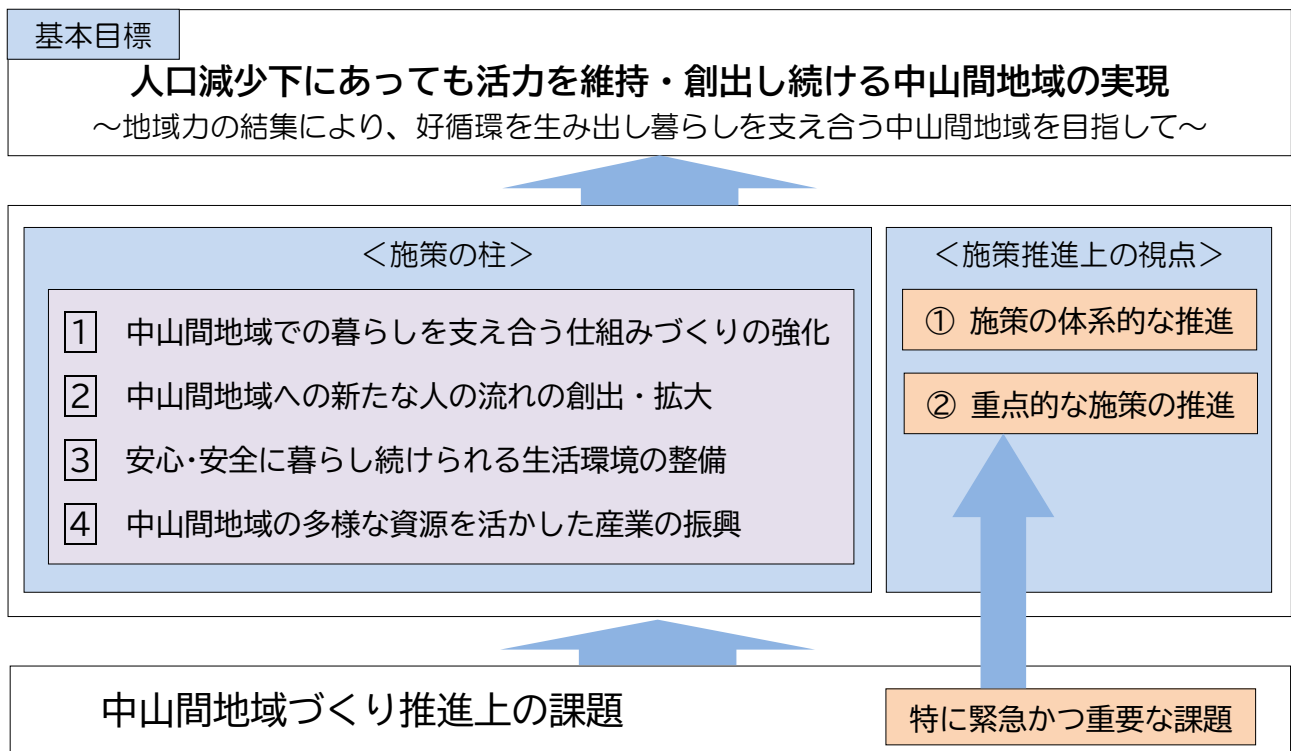 基本目標
人口減少下にあっても活力を維持・創出し続ける中山間地域の実現
～地域力の結集により、好循環を生み出し暮らしを支え合う中山間地域を目指して～
＜施策の柱＞
1 中山間地域での暮らしを支え合う仕組みづくりの強化
2 中山間地域への新たな人の流れの創出・拡大
3 安心・安全に暮らし続けられる生活環境の整備
4 中山間地域の多様な資源を活かした産業の振興
＜施策推進上の視点＞
① 施策の体系的な推進
② 重点的な施策の推進
中山間地域づくり推進上の課題
特に緊急かつ重要な課題